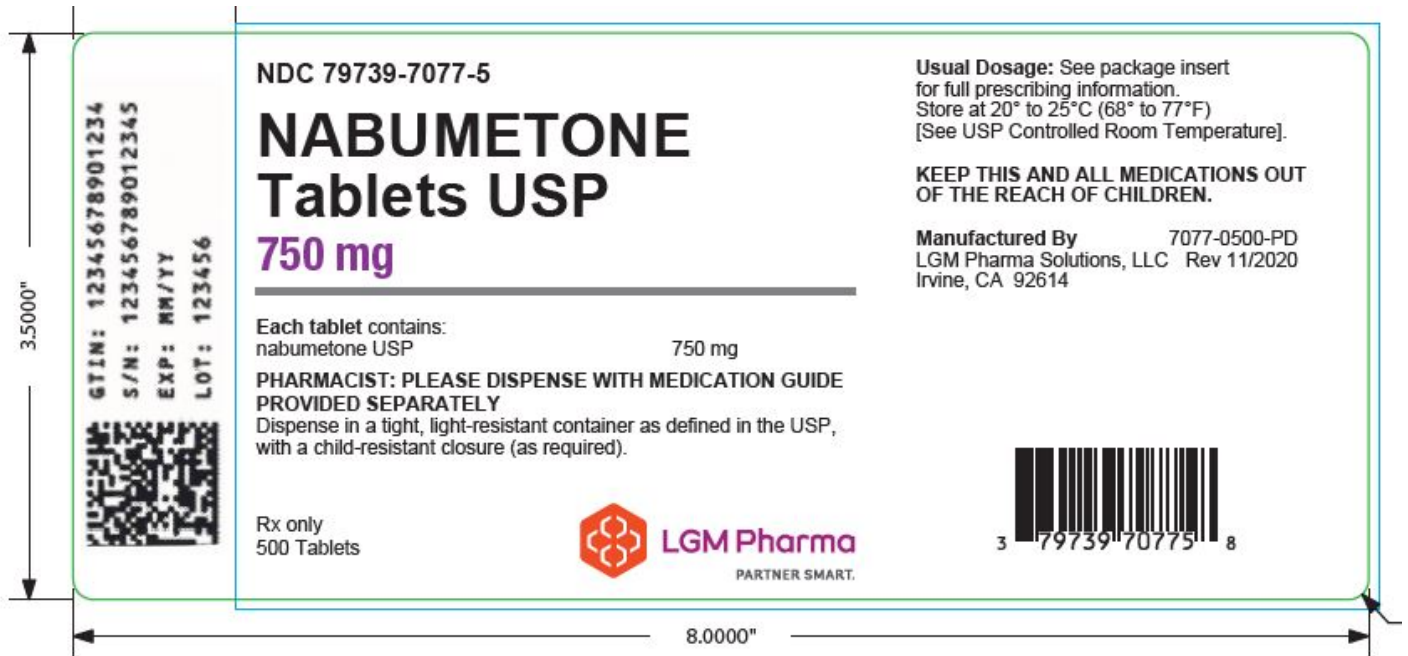 3.5000"
GTIN: 12345678901234
S/N: 123456789012345
EXP: MM/YY
LOT: 123456
NDC 79739-7077-5
NABUMETONE
Tablets USP
750 mg
Each tablet contains:
nabumetone USP 750 mg
PHARMACIST: PLEASE DISPENSE WITH MEDICATION GUIDE
PROVIDED SEPARATELY
Dispense in a tight, light-resistant container as defined in the USP,
with a child-resistant closure (as required).
Rx only
500 Tablets
LGM Pharma
PARTNER SMART.
Usual Dosage: See package insert
for full prescribing information.
Store at 20° to 25°C (68° to 77°F)
[See USP Controlled Room Temperature].
KEEP THIS AND ALL MEDICATIONS OUT
OF THE REACH OF CHILDREN.
Manufactured By 7077-0500-PD
LGM Pharma Solutions, LLC Rev 11/2020
Irvine, CA 92614
3 79739 70775 8
8.0000"